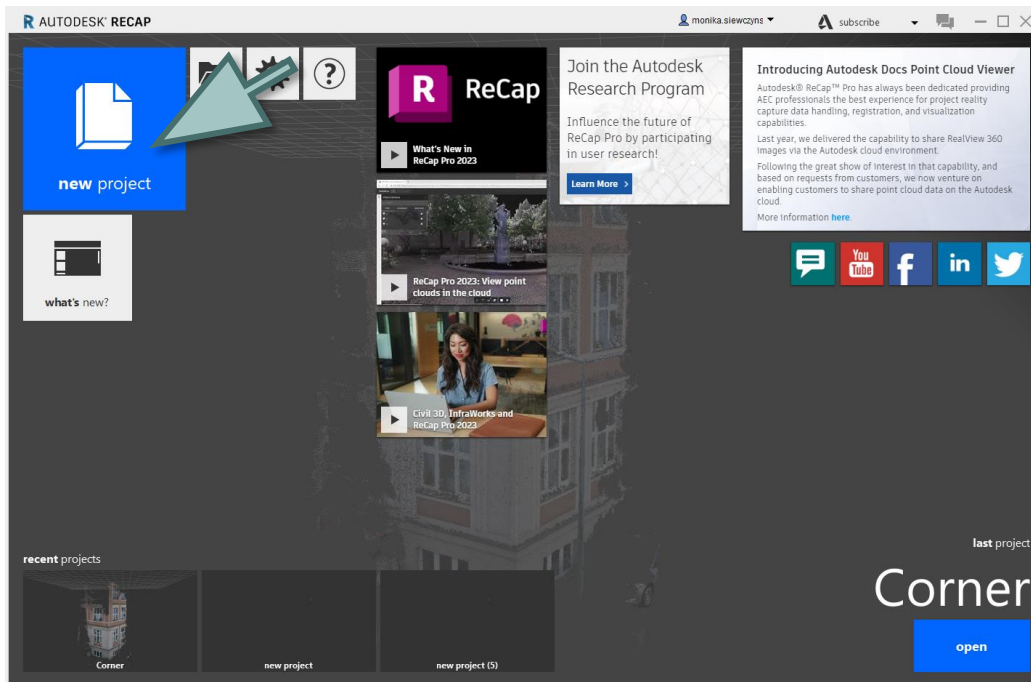 R AUTODESK® RECAP
monika.siewczyns
subscribe
new project
?
what's new?
R ReCap
What's New in
ReCap Pro 2023
ReCap Pro 2023: View point
clouds in the cloud
Civil 3D, InfraWorks and
ReCap Pro 2023
Join the Autodesk
Research Program
Influence the future of
ReCap Pro by participating
in user research!
Learn More >
Introducing Autodesk Docs Point Cloud Viewer
Autodesk® ReCap™ Pro has always been dedicated providing
AEC professionals the best experience for project reality
capture data handling, registration, and visualization
capabilities.
Last year, we delivered the capability to share RealView 360
images via the Autodesk cloud environment.
Following the great show of interest in that capability, and
based on requests from customers, we now venture on
enabling customers to share point cloud data on the Autodesk
cloud.
More information here.
You
Tube
f
in
recent projects
Corner
new project
new project (5)
last project
Corner
open